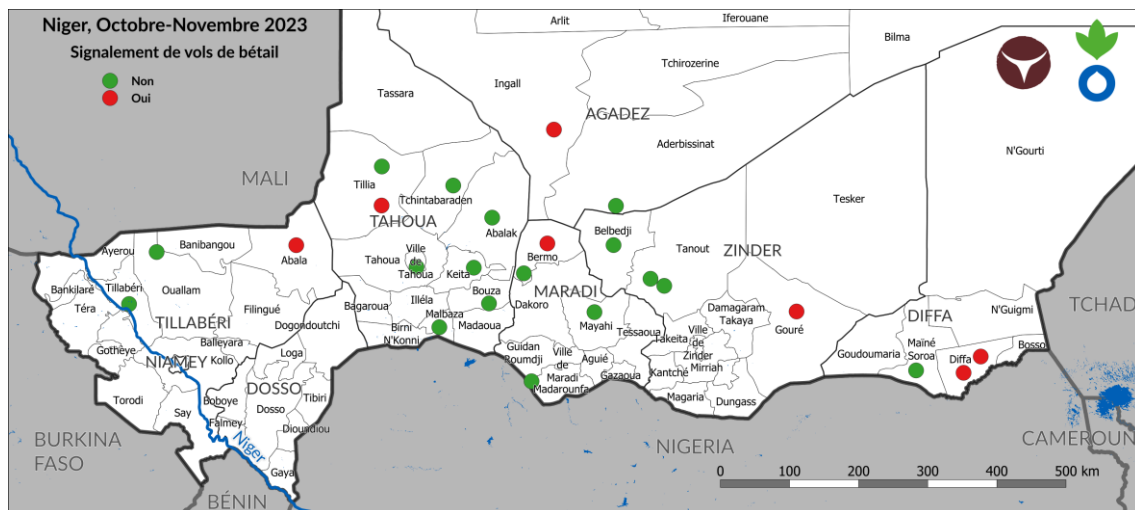 Niger, Octobre-Novembre 2023
Signalement de vols de bétail
Non
Oui
Arlit
Iferouane
Bilma
Tchirozerine
Ingall
Tassara
AGADEZ
Aderbissinat
N'Gourti
MALI
Tillia
Tchintabaraden
Tesker
TAHOUA
Abalak
Belbedji
Tanout
ZINDER
Ayerou
Banibangou
Abala
Tahoua
Ville
de
Tahoua
Keita
Bermo
Bankilaré
Tillabéri
Ouallam
Filingué
Téra
Bagaroua
Illéla
Bouza
Dakoro
MARADI
Mayahi
Damagaram
Takaya
Gouré
DIFFA
N'Guigmi
TCHAD
TILLABÉRI
Dogondoutchi
Birni
N'Konni
Malbaza
Madaoua
Tessaoua
Takeita
Ville
de
Zinder
Mirriah
Goudoumaria
Maïné
Soroa
Diffa
Bosso
Gothèye
Balleyara
NIAMEY
Kollo
Loga
Guidan
Roumdji
Ville
de
Maradi
Madarounfa
Aguié
Gazaoua
Kantché
Magaria
Dungass
Torodi
Say
Boboye
DOSSO
Dosso
Tibiri
Falmey
Dioundiou
Gaya
Niger
BURKINA
FASO
BÉNIN
NIGERIA
CAMEROUN
0 100 200 300 400 500 km